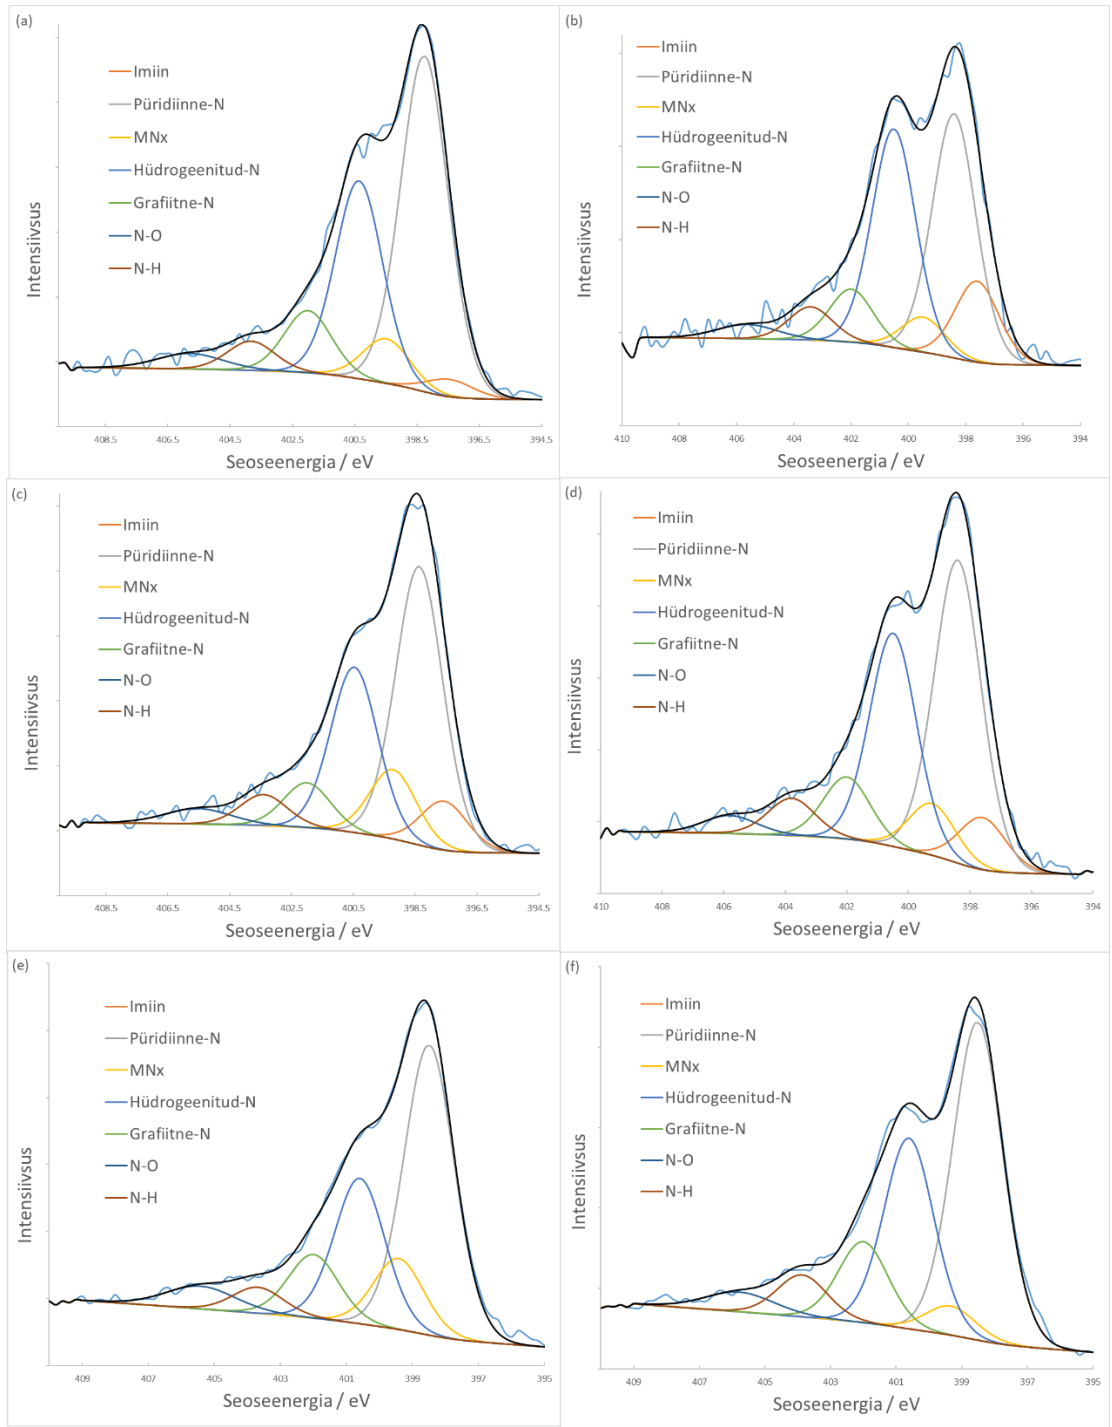 (a)
Imiin
Püridiinne-N
MNx
Hüdrogeenitud-N
Grafiitne-N
N-O
N-H
Intensiivsus
408.5 406.5 404.5 402.5 400.5 398.5 396.5 394.5
Seoseenergia / eV
(b)
Imiin
Püridiinne-N
MNx
Hüdrogeenitud-N
Grafiitne-N
N-O
N-H
Intensiivsus
410 408 406 404 402 400 398 396 394
Seoseenergia / eV
(c)
Imiin
Püridiinne-N
MNx
Hüdrogeenitud-N
Grafiitne-N
N-O
N-H
Intensiivsus
408.5 406.5 404.5 402.5 400.5 398.5 396.5 394.5
Seoseenergia / eV
(d)
Imiin
Püridiinne-N
MNx
Hüdrogeenitud-N
Grafiitne-N
N-O
N-H
Intensiivsus
410 408 406 404 402 400 398 396 394
Seoseenergia / eV
(e)
Imiin
Püridiinne-N
MNx
Hüdrogeenitud-N
Grafiitne-N
N-O
N-H
Intensiivsus
409 407 405 403 401 399 397 395
Seoseenergia / eV
(f)
Imiin
Püridiinne-N
MNx
Hüdrogeenitud-N
Grafiitne-N
N-O
N-H
Intensiivsus
409 407 405 403 401 399 397 395
Seoseenergia / eV